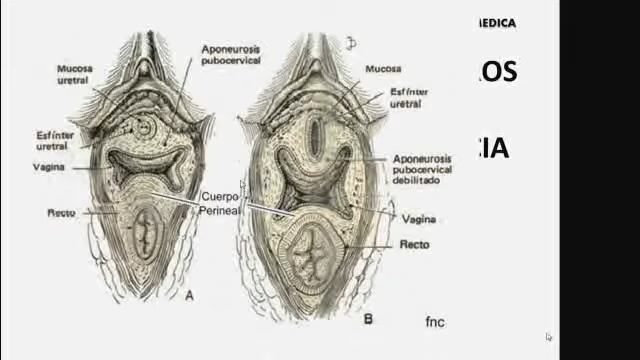 Mucosa
uretral
Aponeurosis
pubocervical
Esfínter
uretral
Vagina
Recto
Cuerpo
Perineal
A
Mucosa
Esfínter
uretral
Aponeurosis
pubocervical
debilitado
Vagina
Recto
B
fnc
MEDICA
OS
IA